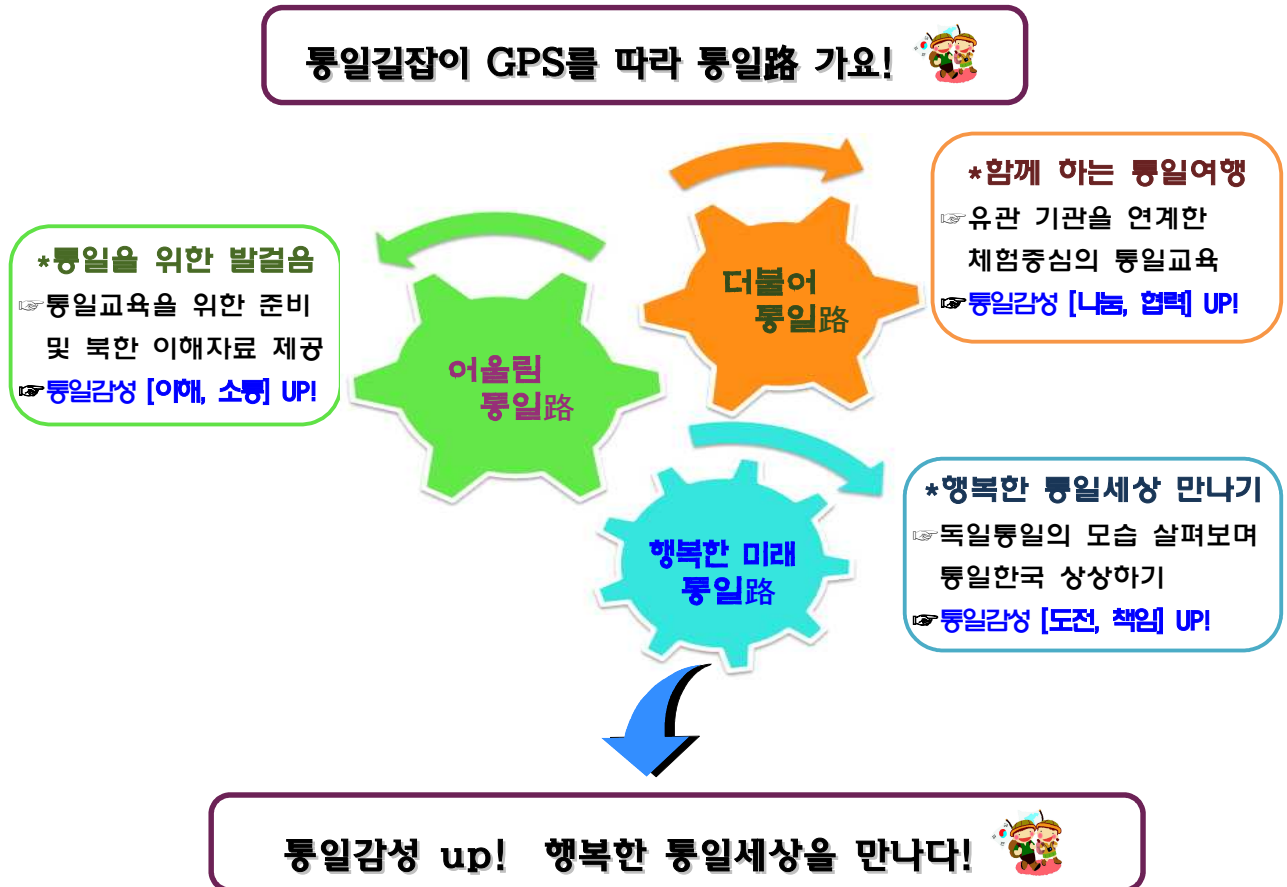 통일길잡이 GPS를 따라 통일路 가요!
*통일을 위한 발걸음
☞통일교육을 위한 준비
및 북한 이해자료 제공
☞통일감성 [이해, 소통] UP!
어울림
통일路
더불어
통일路
*함께 하는 통일여행
☞유관 기관을 연계한
체험중심의 통일교육
☞통일감성 [나눔, 협력] UP!
행복한 미래
통일路
*행복한 통일세상 만나기
☞독일통일의 모습 살펴보며
통일한국 상상하기
☞통일감성 [도전, 책임] UP!
통일감성 up! 행복한 통일세상을 만나다!